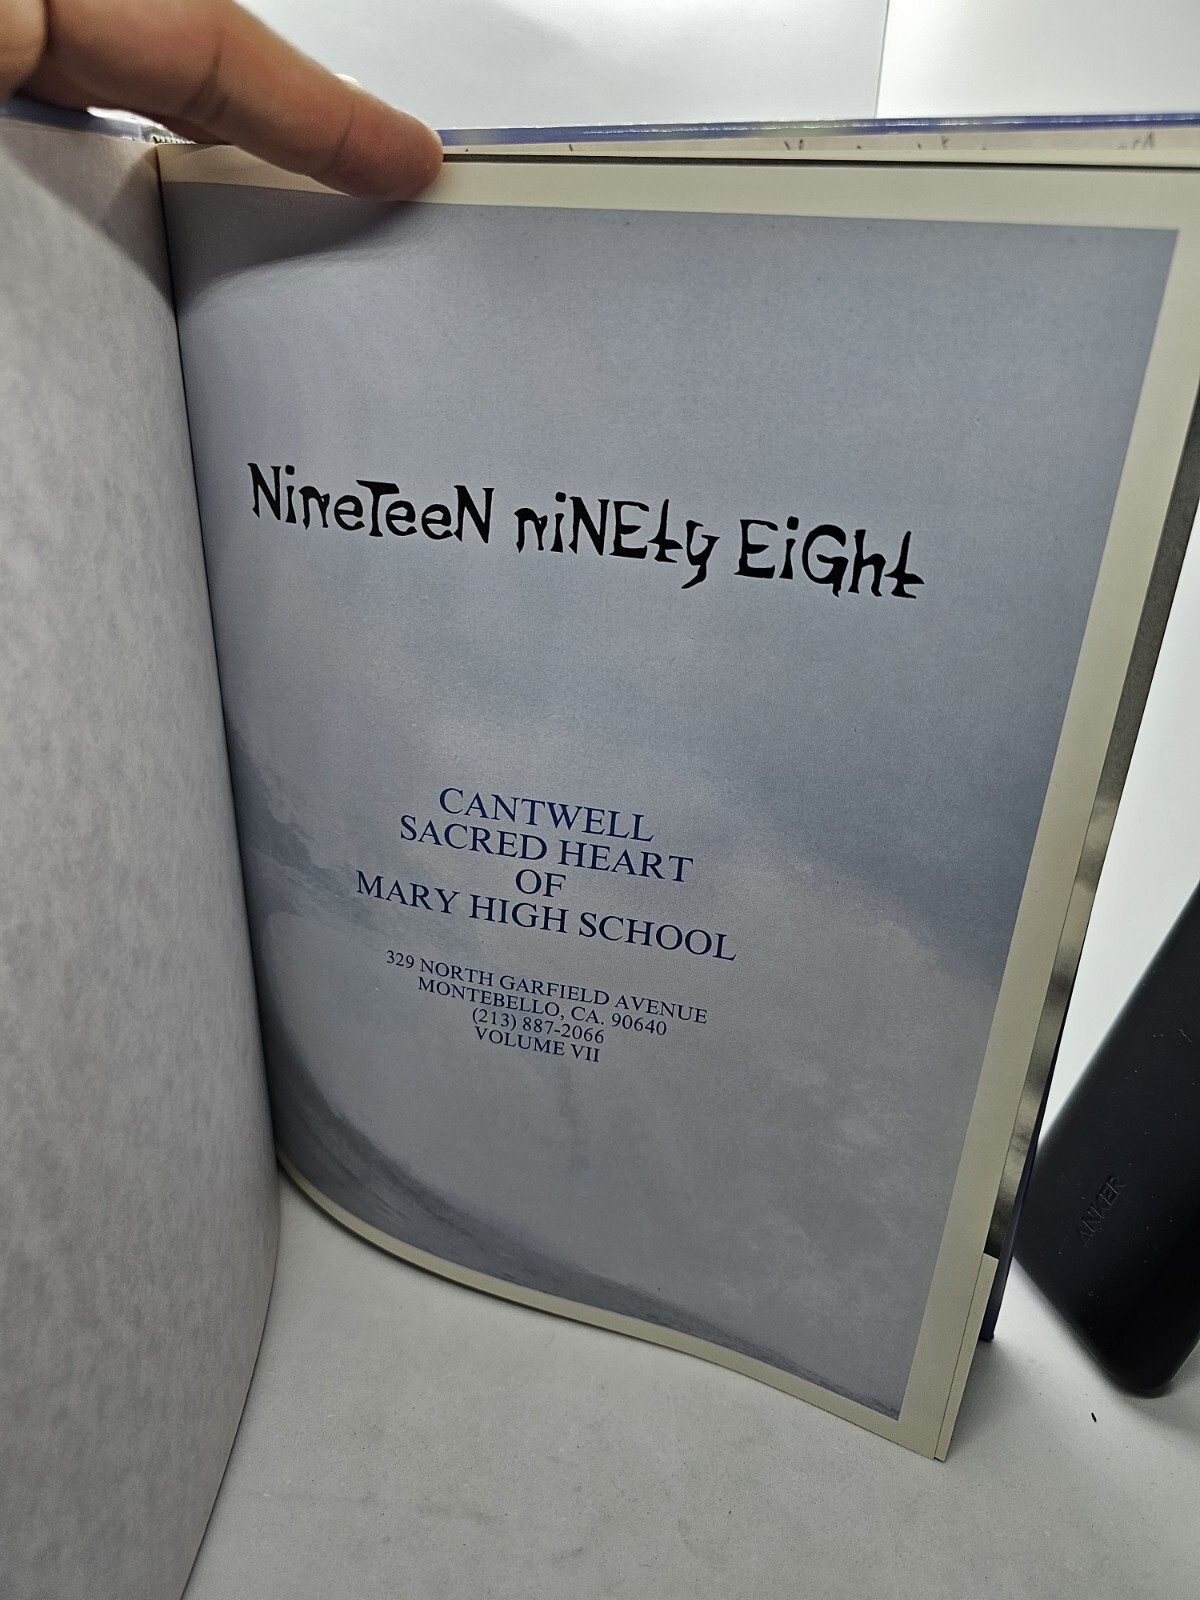 NineTeeN niNEty EiGht
CANTWELL
SACRED HEART
OF
MARY HIGH SCHOOL
329 NORTH GARFIELD AVENUE
MONTEBELLO, CA. 90640
(213) 887-2066
VOLUME VII
ANKER